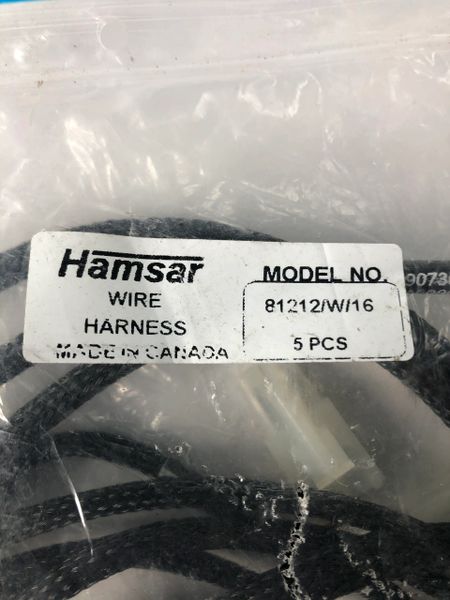 Hamsar
WIRE
HARNESS
MADE IN CANADA
MODEL NO.
81212/W/16
5 PCS